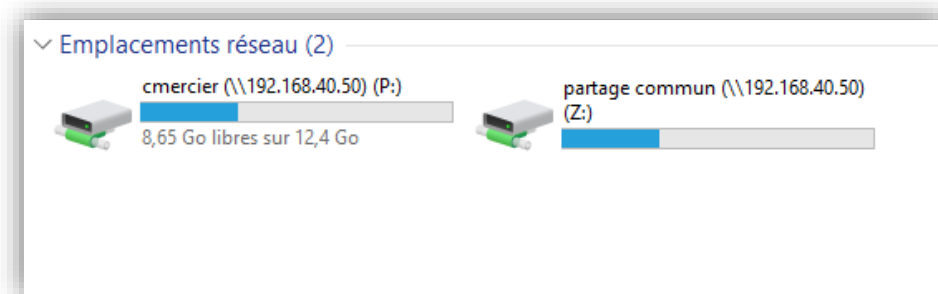 Emplacements réseau (2)
cmercier (\\192.168.40.50) (P:)
8,65 Go libres sur 12,4 Go
partage commun (\\192.168.40.50)
(Z:)